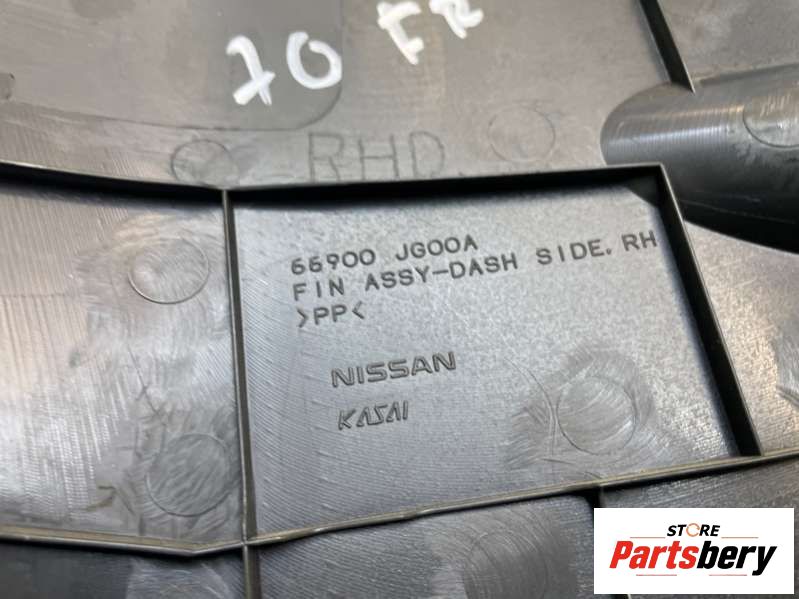 70 FR
RHD
66900 JG00A
FIN ASSY-DASH SIDE, RH
>PP<
NISSAN
KASAI
STORE
Partsbery